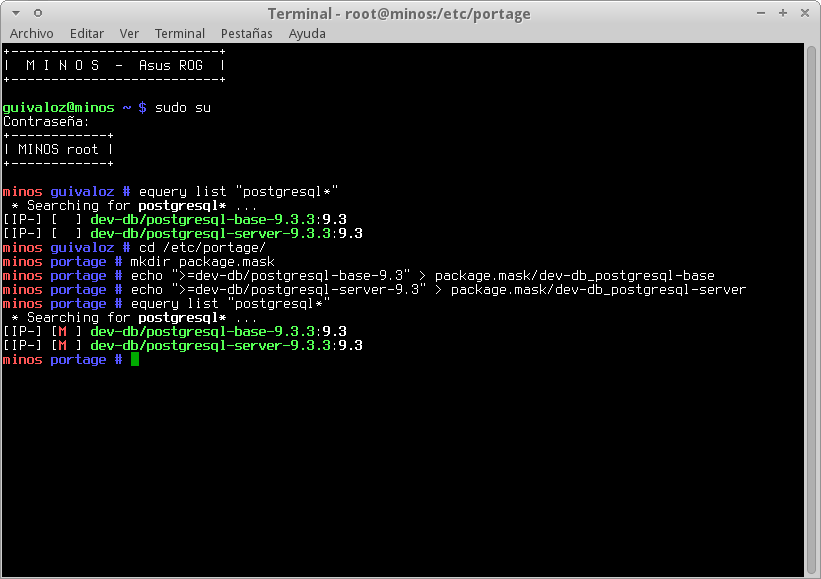 Terminal - root@minos:/etc/portage
Archivo Editar Ver Terminal Pestañas Ayuda
+--------------------------+
| M I N O S - Asus ROG |
+--------------------------+
guivaloz@minos ~ $ sudo su
Contraseña:
+------------+
| MINOS root |
+------------+
minos guivaloz # equery list "postgresql*"
* Searching for postgresql* ...
[IP-] [  ] dev-db/postgresql-base-9.3.3:9.3
[IP-] [  ] dev-db/postgresql-server-9.3.3:9.3
minos guivaloz # cd /etc/portage/
minos portage # mkdir package.mask
minos portage # echo ">=dev-db/postgresql-base-9.3" > package.mask/dev-db_postgresql-base
minos portage # echo ">=dev-db/postgresql-server-9.3" > package.mask/dev-db_postgresql-server
minos portage # equery list "postgresql*"
* Searching for postgresql* ...
[IP-] [M ] dev-db/postgresql-base-9.3.3:9.3
[IP-] [M ] dev-db/postgresql-server-9.3.3:9.3
minos portage #